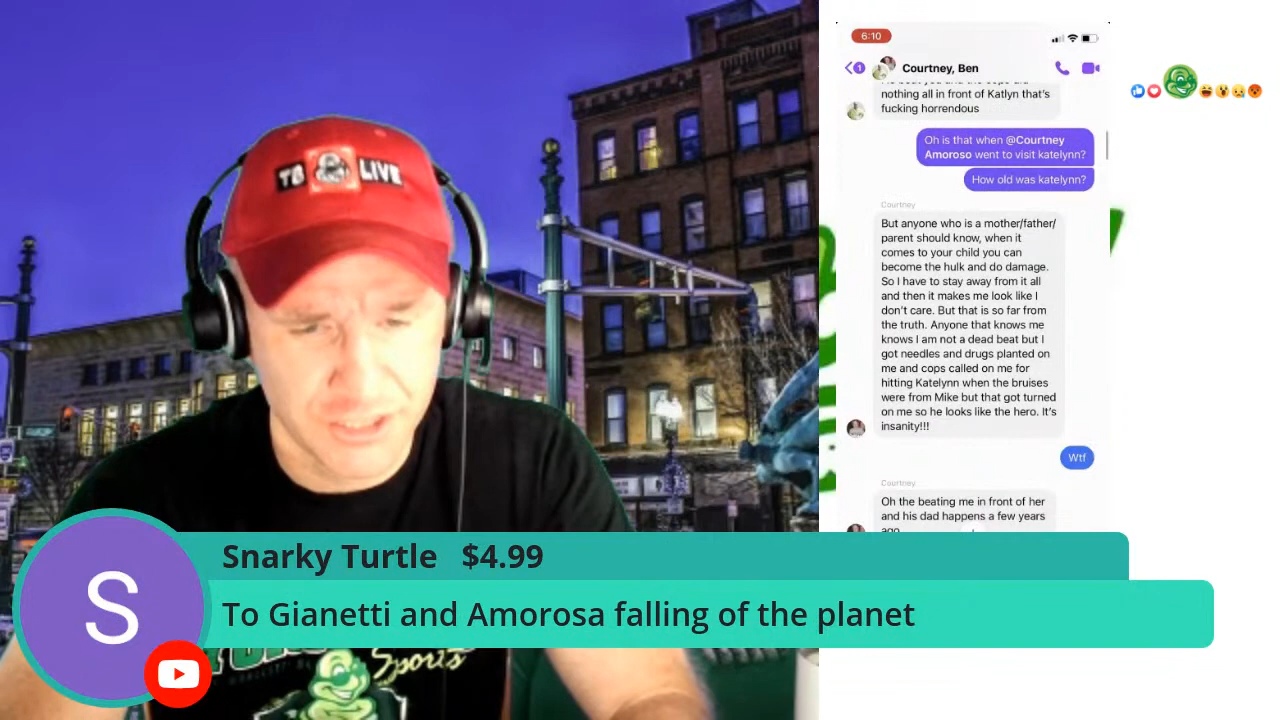 6:10
1
Courtney, Ben
nothing all in front of Katlyn that's
fucking horrendous
Oh is that when @Courtney
Amoroso went to visit katelynn?
How old was katelynn?
Courtney
But anyone who is a mother/father/
parent should know, when it
comes to your child you can
become the hulk and do damage.
So I have to stay away from it all
and then it makes me look like I
don't care. But that is so far from
the truth. Anyone that knows me
knows I am not a dead beat but I
got needles and drugs planted on
me and cops called on me for
hitting Katelynn when the bruises
were from Mike but that got turned
on me so he looks like the hero. It's
insanity!!!
Wtf
Courtney
Oh the beating me in front of her
and his dad happens a few years
ago
TB LIVE
Snarky Turtle $4.99
S
To Gianetti and Amorosa falling of the planet
Sports